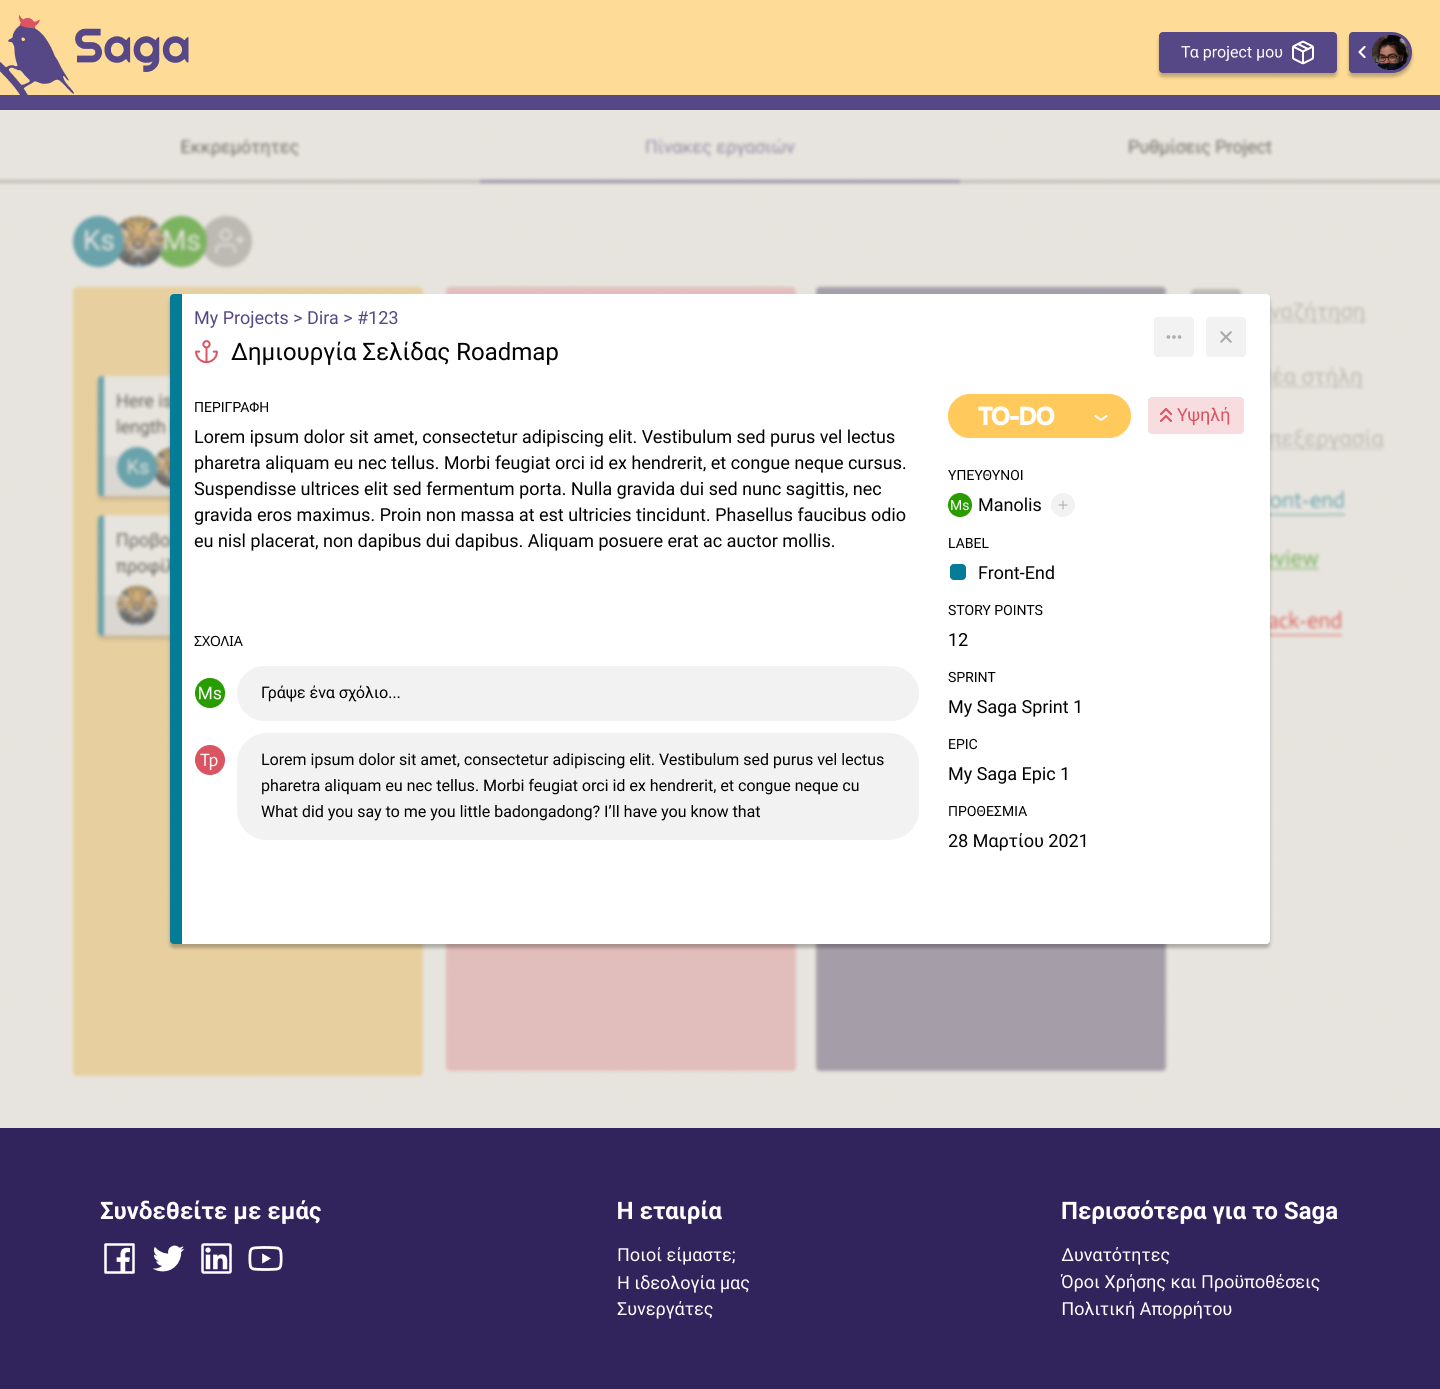 Saga
Τα project μου
Εκκρεμότητες
Πίνακες εργασιών
Ρυθμίσεις Project
Ks
Ms
My Projects > Dira > #123
Δημιουργία Σελίδας Roadmap
ΠΕΡΙΓΡΑΦΗ
Lorem ipsum dolor sit amet, consectetur adipiscing elit. Vestibulum sed purus vel lectus
pharetra aliquam eu nec tellus. Morbi feugiat orci id ex hendrerit, et congue neque cursus.
Suspendisse ultrices elit sed fermentum porta. Nulla gravida dui sed nunc sagittis, nec
gravida eros maximus. Proin non massa at est ultricies tincidunt. Phasellus faucibus odio
eu nisl placerat, non dapibus dui dapibus. Aliquam posuere erat ac auctor mollis.
ΣΧΟΛΙΑ
Ms
Γράψε ένα σχόλιο...
Tp
Lorem ipsum dolor sit amet, consectetur adipiscing elit. Vestibulum sed purus vel lectus
pharetra aliquam eu nec tellus. Morbi feugiat orci id ex hendrerit, et congue neque cu
What did you say to me you little badongadong? I'll have you know that
TO-DO
Υψηλή
ΥΠΕΥΘΥΝΟΙ
Ms Manolis
LABEL
Front-End
STORY POINTS
12
SPRINT
My Saga Sprint 1
EPIC
My Saga Epic 1
ΠΡΟΘΕΣΜΙΑ
28 Μαρτίου 2021
Here is
length
Ks
στήλη
Συνδεθείτε με εμάς
Η εταιρία
Ποιοί είμαστε;
Η ιδεολογία μας
Συνεργάτες
Περισσότερα για το Saga
Δυνατότητες
Όροι Χρήσης και Προϋποθέσεις
Πολιτική Απορρήτου